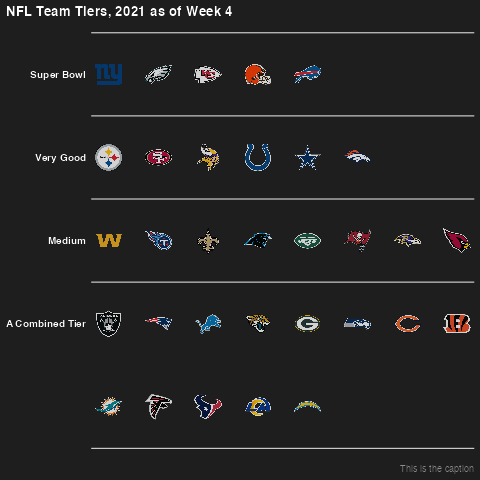 NFL Team Tiers, 2021 as of Week 4
Super Bowl
ny
Very Good
Medium
W
A Combined Tier
G
This is the caption